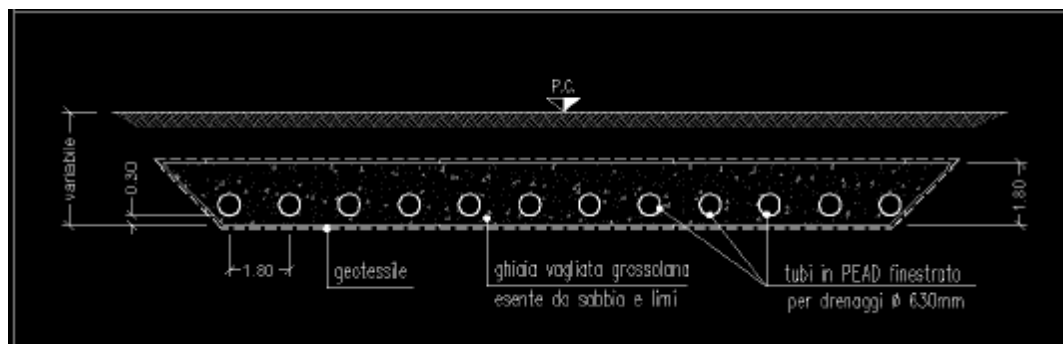 P.C.
variabile
0.30
1.80
1.80
geotessile
ghiaia vagliata grossolana
esente da sabbia e limi
tubi in PEAD finestrato
per drenaggi ø 630mm